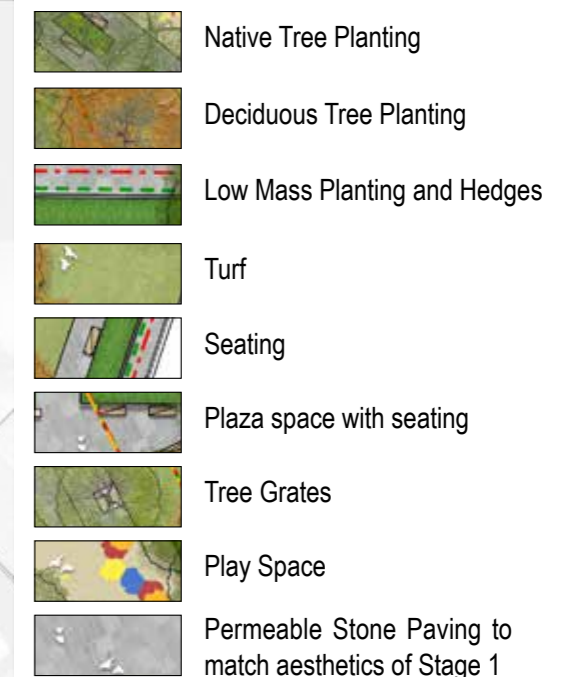 Native Tree Planting
Deciduous Tree Planting
Low Mass Planting and Hedges
Turf
Seating
Plaza space with seating
Tree Grates
Play Space
Permeable Stone Paving to
match aesthetics of Stage 1